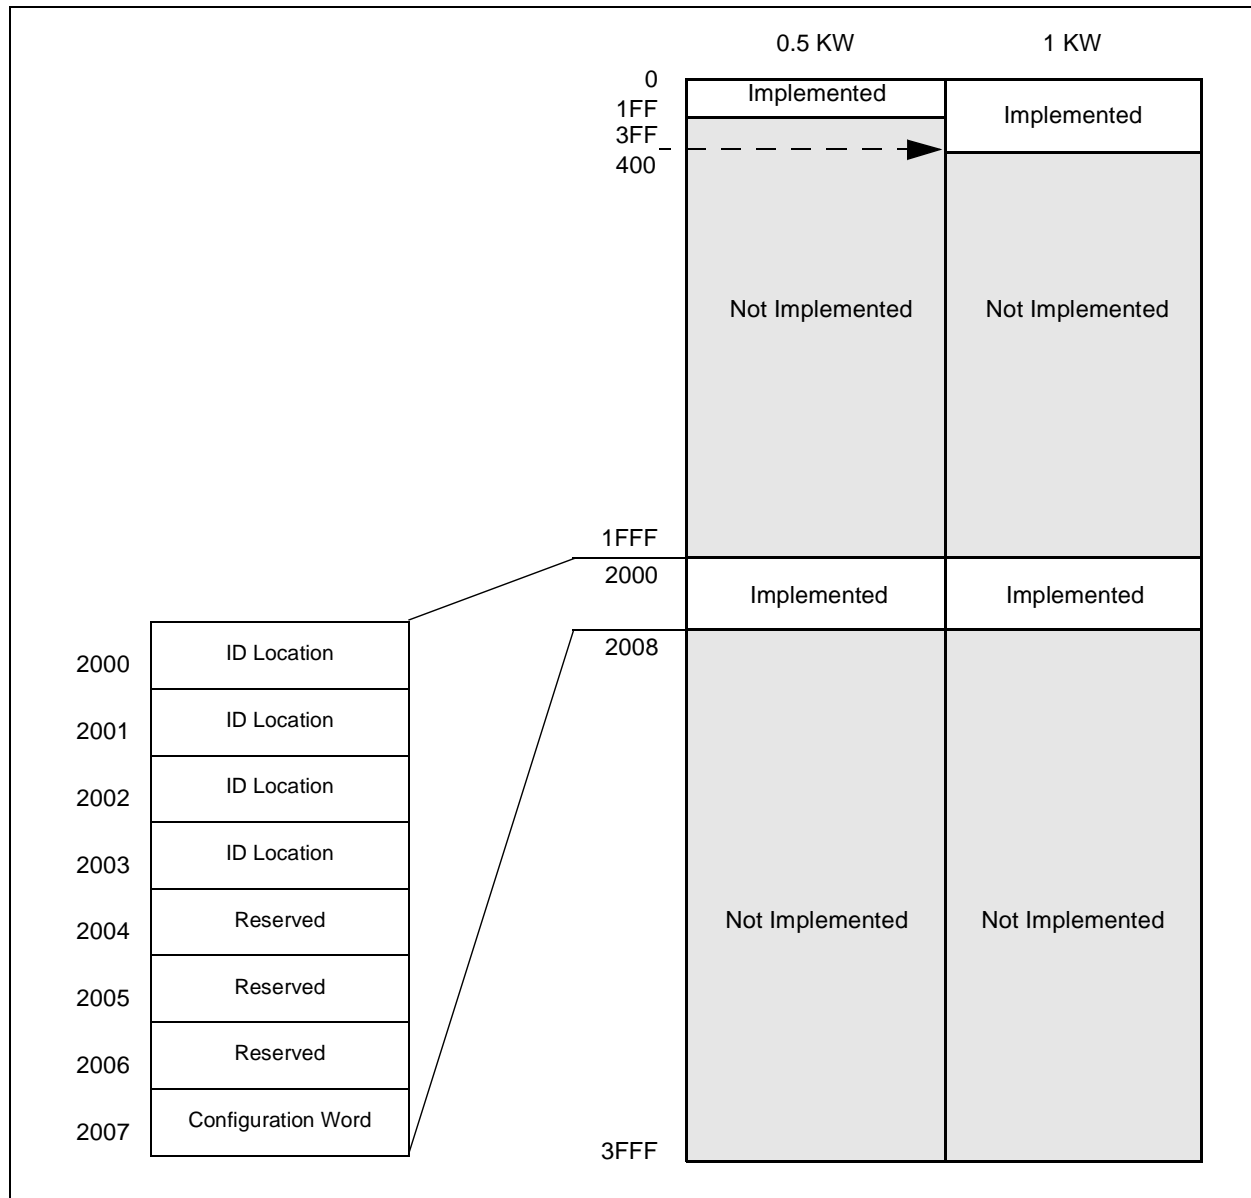 0.5 KW 1 KW
0
1FF
3FF
400
Implemented
Implemented
Not Implemented
Not Implemented
1FFF
2000
Implemented
Implemented
2008
Not Implemented
Not Implemented
3FFF
2000 ID Location
2001 ID Location
2002 ID Location
2003 ID Location
2004 Reserved
2005 Reserved
2006 Reserved
2007 Configuration Word